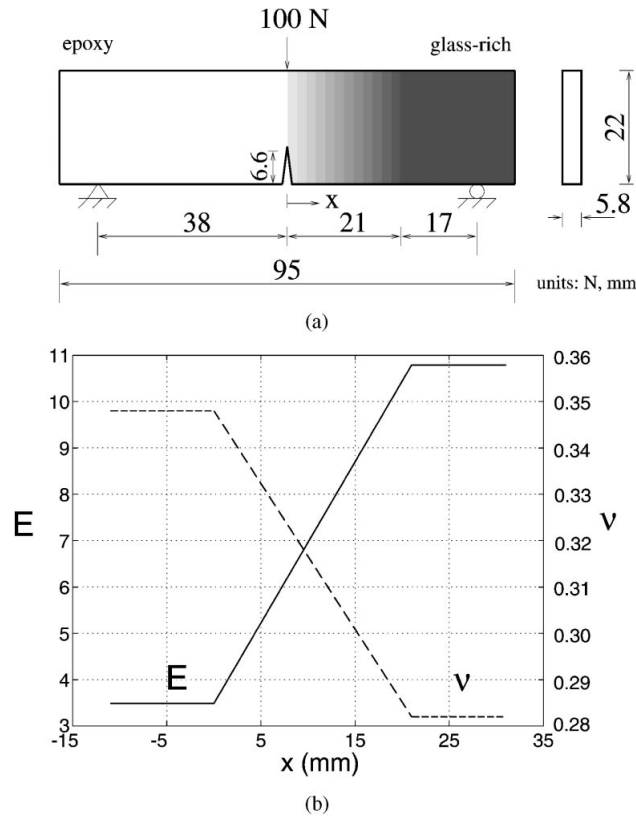 100 N
epoxy
glass-rich
6.6
22
x
5.8
38
21
17
95
units: N, mm
(a)
11
0.36
10
0.35
9
0.34
8
0.33
E
7
0.32
ν
6
0.31
5
0.30
4
E
ν
0.29
3
0.28
-15
-5
5
15
25
35
x (mm)
(b)